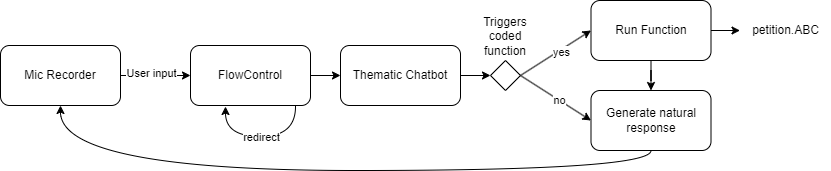 Mic Recorder
User input
FlowControl
redirect
Thematic Chatbot
Triggers
coded
function
yes
no
Run Function
petition.ABC
Generate natural
response